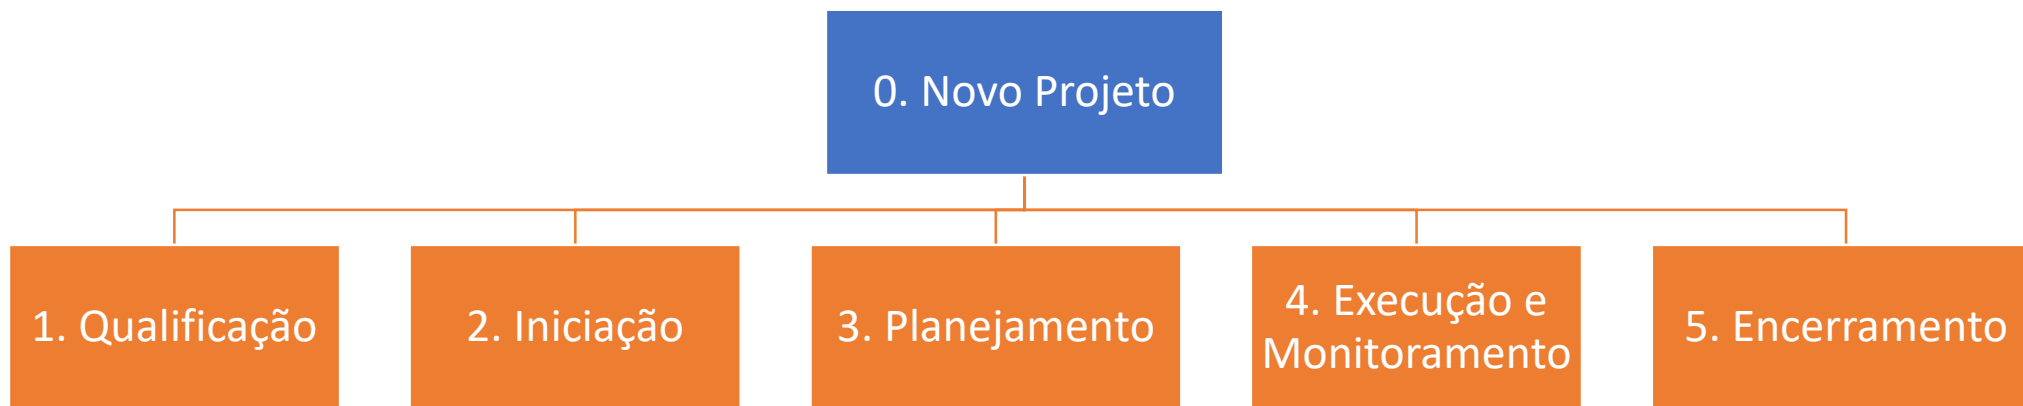 0. Novo Projeto
1. Qualificação
2. Iniciação
3. Planejamento
4. Execução e
Monitoramento
5. Encerramento